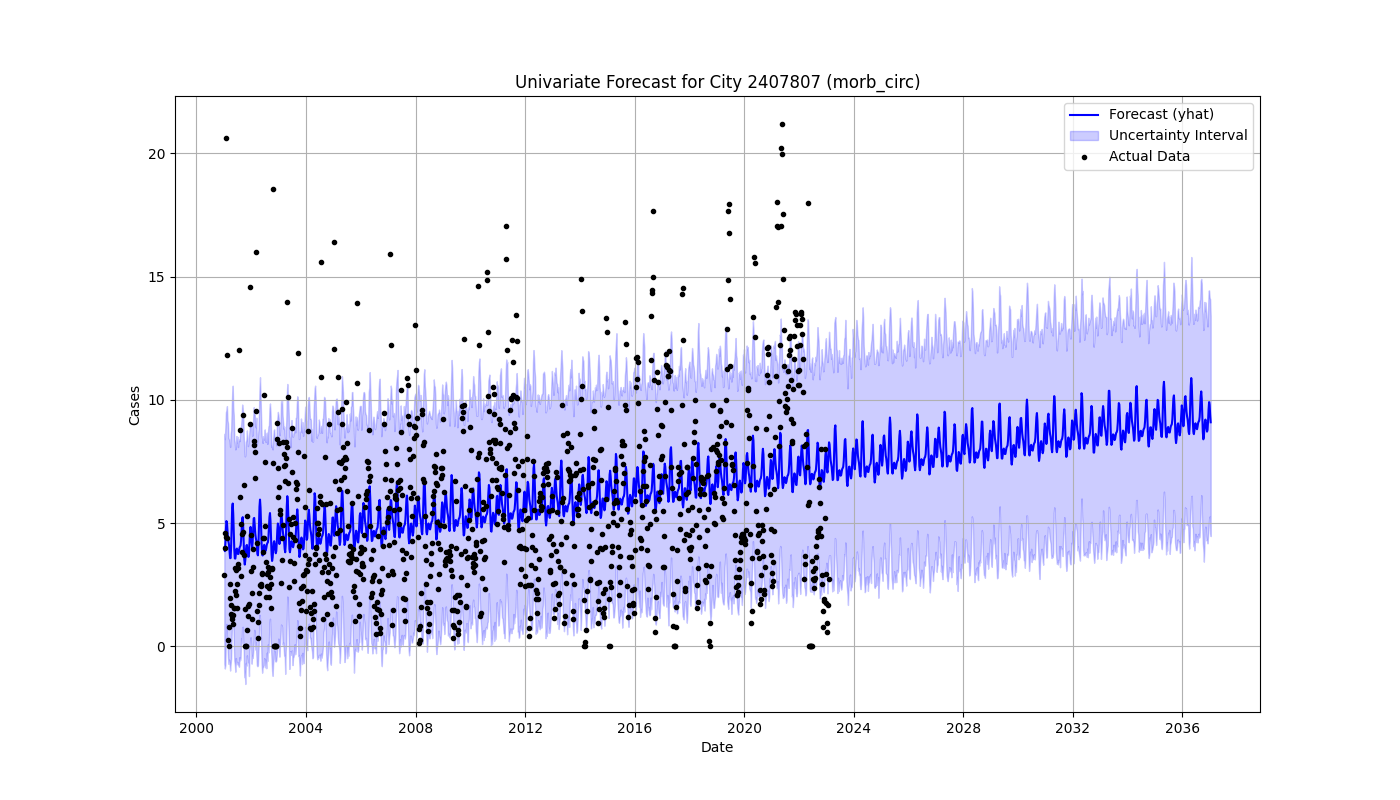 Univariate Forecast for City 2407807 (morb_circ)
Forecast (yhat)
Uncertainty Interval
Actual Data
Cases
20
15
10
5
0
2000 2004 2008 2012 2016 2020 2024 2028 2032 2036
Date